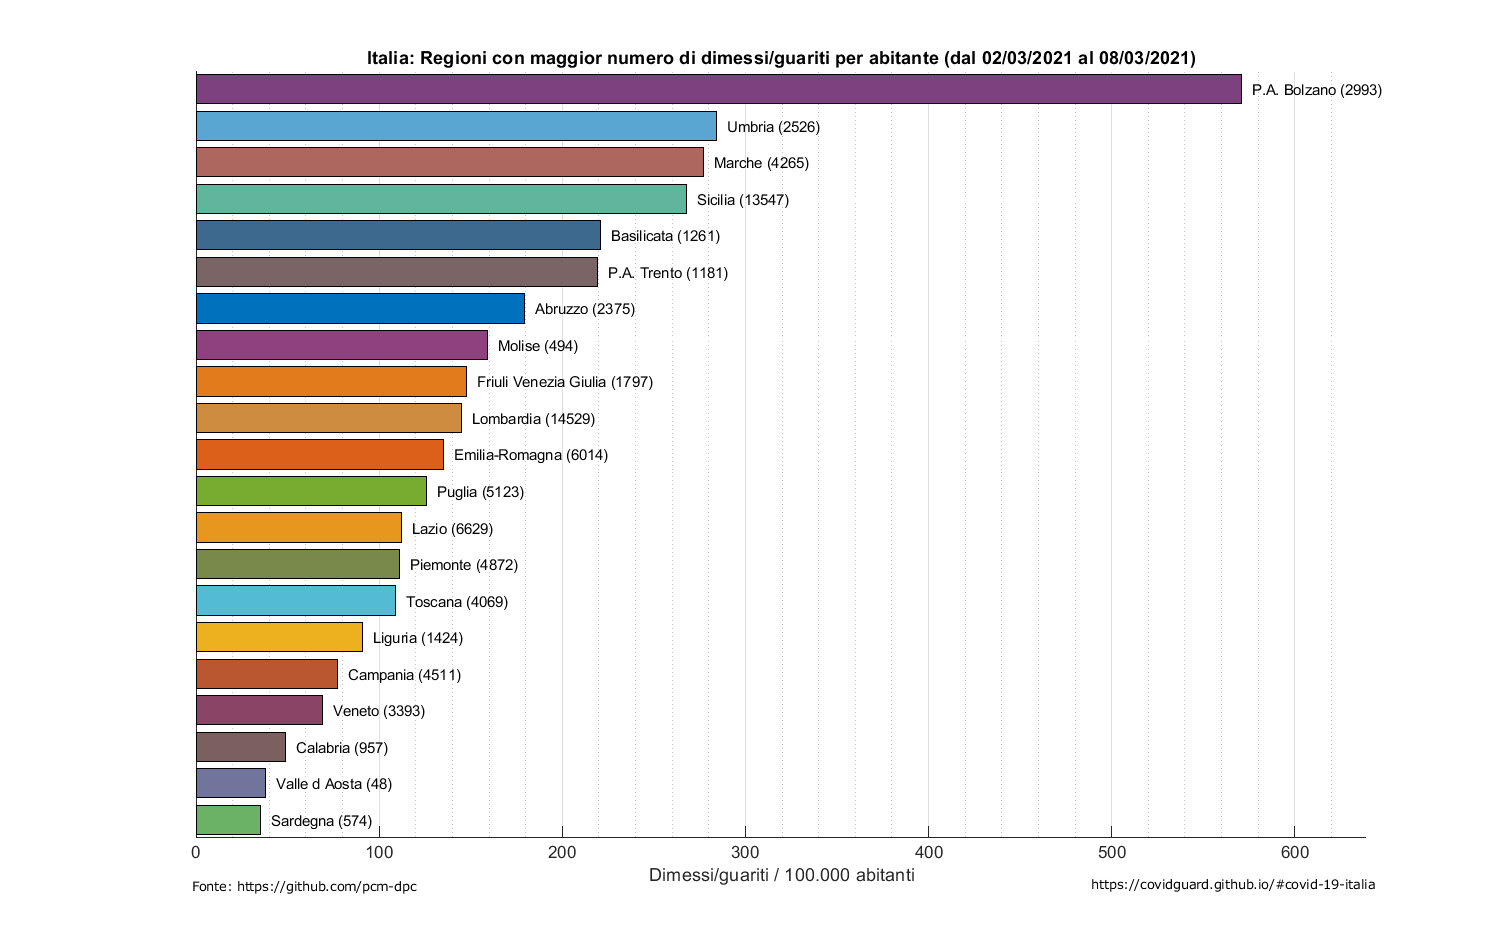 Italia: Regioni con maggior numero di dimessi/guariti per abitante (dal 02/03/2021 al 08/03/2021)
P.A. Bolzano (2993)
Umbria (2526)
Marche (4265)
Sicilia (13547)
Basilicata (1261)
P.A. Trento (1181)
Abruzzo (2375)
Molise (494)
Friuli Venezia Giulia (1797)
Lombardia (14529)
Emilia-Romagna (6014)
Puglia (5123)
Lazio (6629)
Piemonte (4872)
Toscana (4069)
Liguria (1424)
Campania (4511)
Veneto (3393)
Calabria (957)
Valle d Aosta (48)
Sardegna (574)
0 100 200 300 400 500 600
Dimessi/guariti / 100.000 abitanti
Fonte: https://github.com/pcm-dpc
https://covidguard.github.io/#covid-19-italia